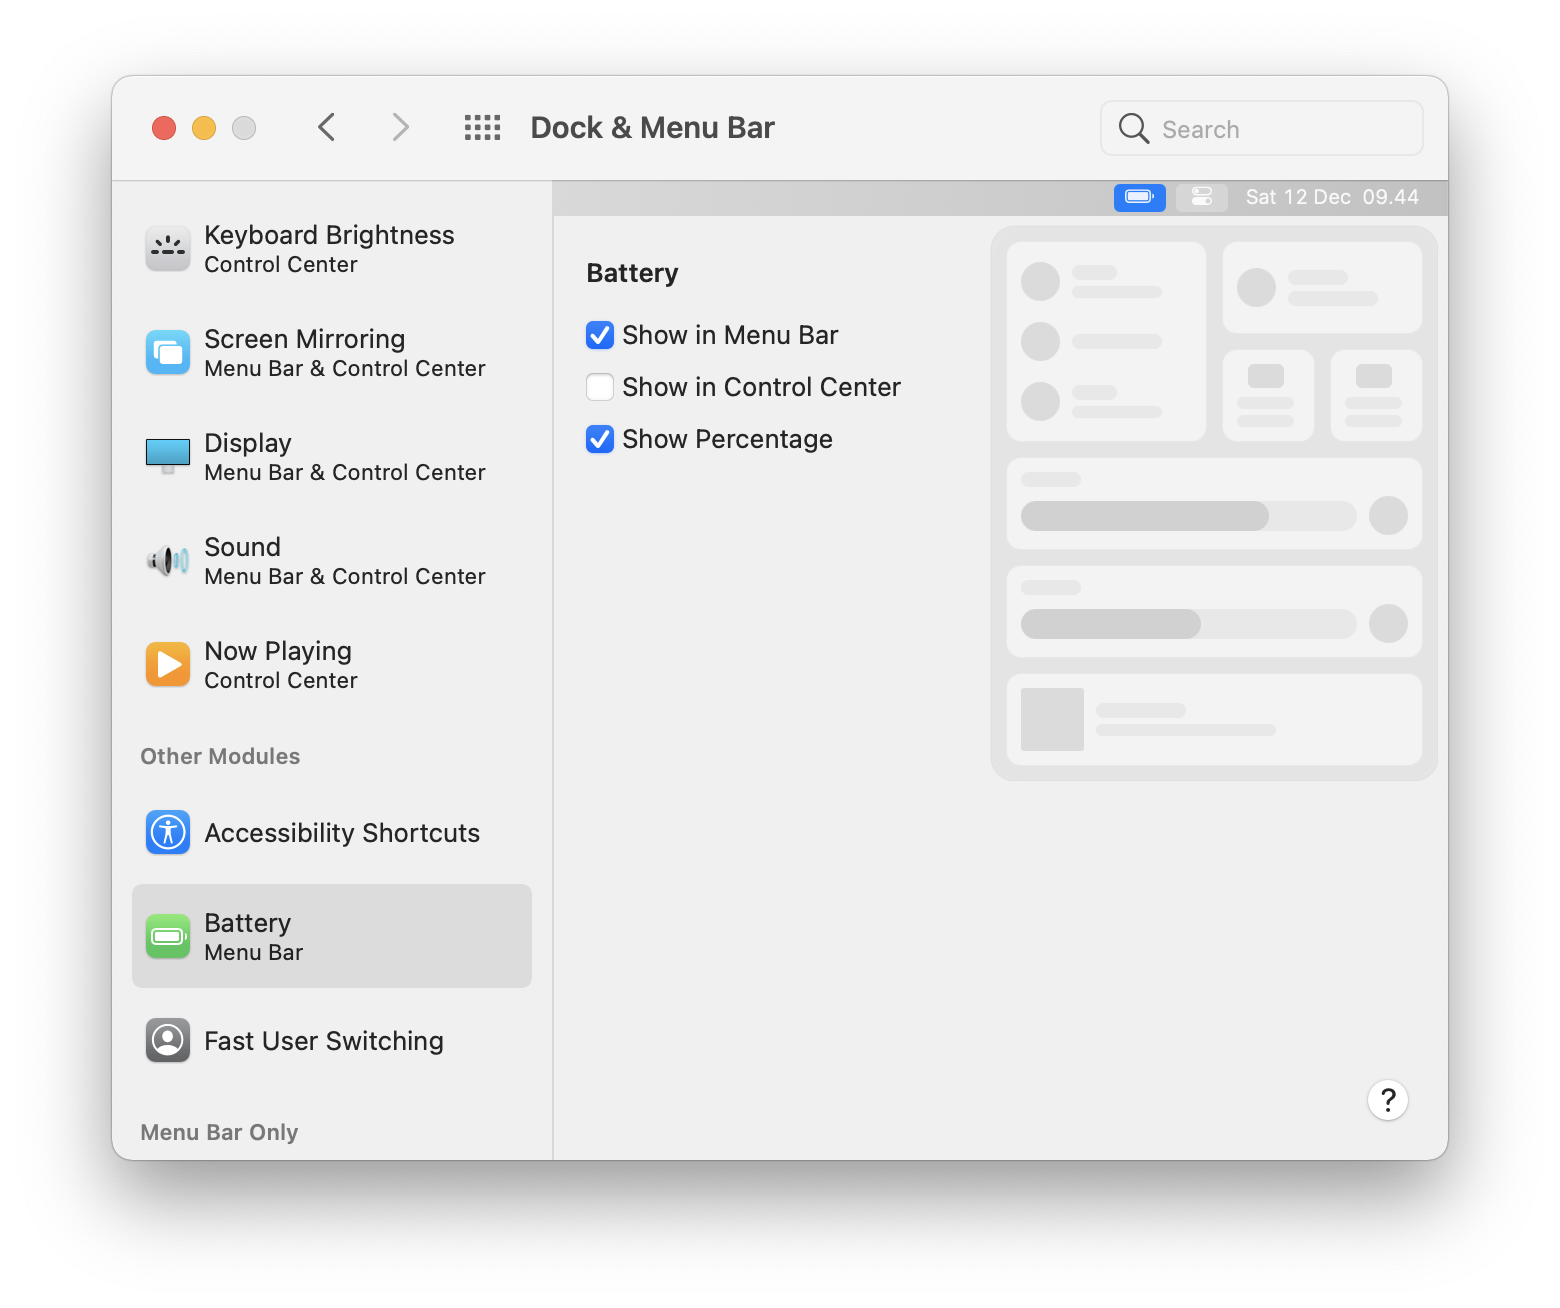 Dock & Menu Bar
Search
Keyboard Brightness
Control Center
Screen Mirroring
Menu Bar & Control Center
Display
Menu Bar & Control Center
Sound
Menu Bar & Control Center
Now Playing
Control Center
Other Modules
Accessibility Shortcuts
Battery
Menu Bar
Fast User Switching
Menu Bar Only
Sat 12 Dec 09.44
Battery
Show in Menu Bar
Show in Control Center
Show Percentage
?